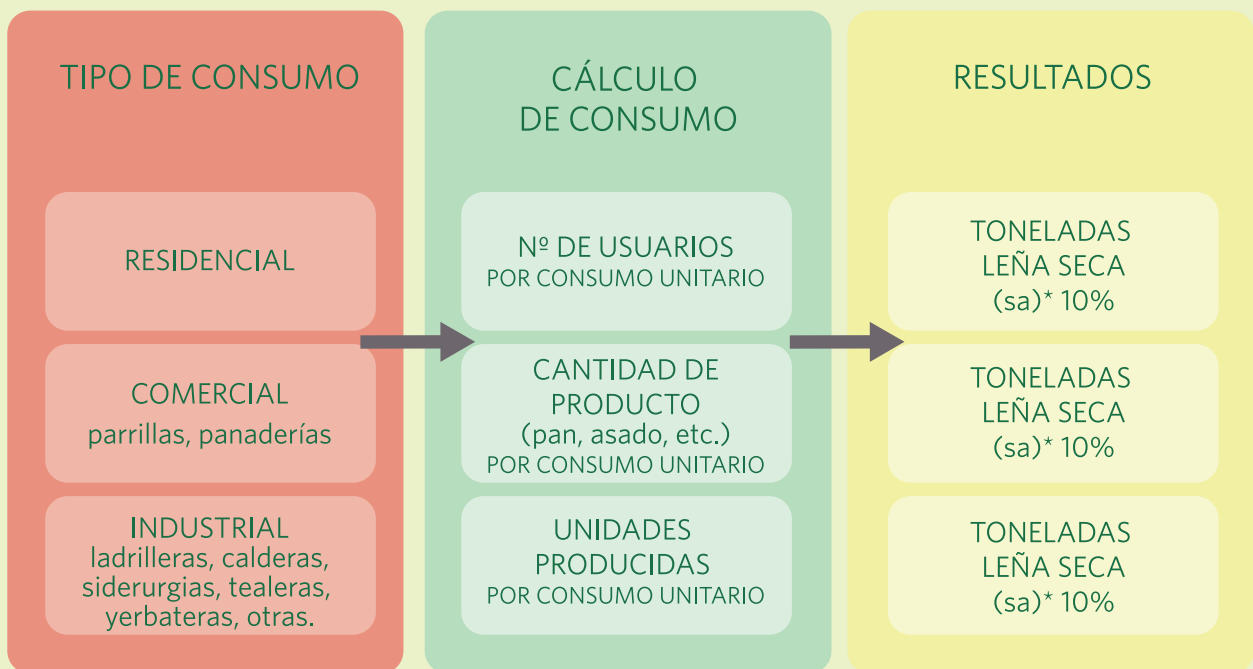 TIPO DE CONSUMO
RESIDENCIAL
COMERCIAL
parrillas, panaderías
INDUSTRIAL
ladrilleras, calderas,
siderurgias, tealeras,
yerbateras, otras.
CÁLCULO
DE CONSUMO
Nº DE USUARIOS
POR CONSUMO UNITARIO
CANTIDAD DE
PRODUCTO
(pan, asado, etc.)
POR CONSUMO UNITARIO
UNIDADES
PRODUCIDAS
POR CONSUMO UNITARIO
RESULTADOS
TONELADAS
LEÑA SECA
(sa)* 10%
TONELADAS
LEÑA SECA
(sa)* 10%
TONELADAS
LEÑA SECA
(sa)* 10%